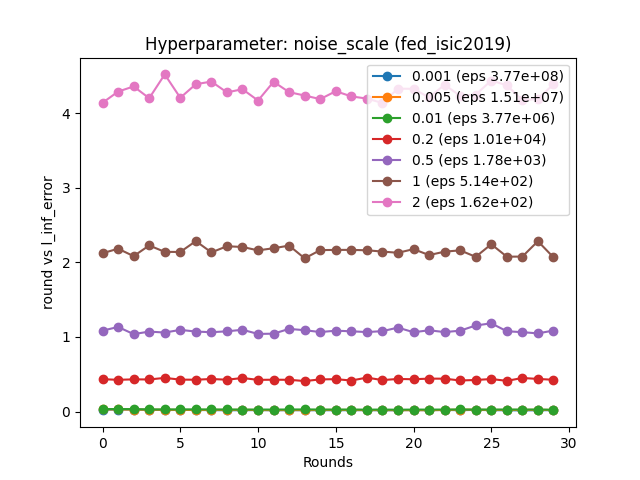 Hyperparameter: noise_scale (fed_isic2019)
round vs l_inf_error
4
3
2
1
0
0.001 (eps 3.77e+08)
0.005 (eps 1.51e+07)
0.01 (eps 3.77e+06)
0.2 (eps 1.01e+04)
0.5 (eps 1.78e+03)
1 (eps 5.14e+02)
2 (eps 1.62e+02)
0 5 10 15 20 25 30
Rounds